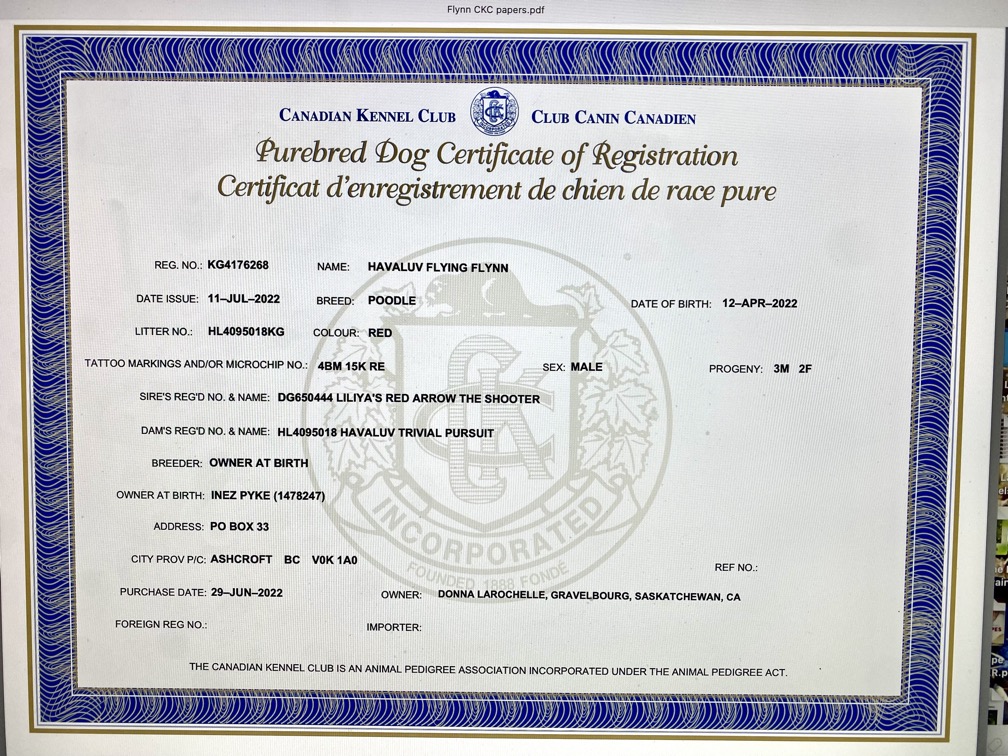 Flynn CKC papers.pdf
CANADIAN KENNEL CLUB CLUB CANIN CANADIEN
Purebred Dog Certificate of Registration
Certificat d'enregistrement de chien de race pure
REG. NO.: KG4176268 NAME: HAVALUV FLYING FLYNN
DATE ISSUE: 11–JUL–2022 BREED: POODLE DATE OF BIRTH: 12–APR–2022
LITTER NO.: HL4095018KG COLOUR: RED
TATTOO MARKINGS AND/OR MICROCHIP NO.: 4BM 15K RE SEX: MALE PROGENY: 3M 2F
SIRE'S REG'D NO. & NAME: DG650444 LILIYA'S RED ARROW THE SHOOTER
DAM'S REG'D NO. & NAME: HL4095018 HAVALUV TRIVIAL PURSUIT
BREEDER: OWNER AT BIRTH
OWNER AT BIRTH: INEZ PYKE (1478247)
ADDRESS: PO BOX 33
CITY PROV P/C: ASHCROFT BC V0K 1A0
REF NO.:
PURCHASE DATE: 29–JUN–2022 OWNER: DONNA LAROCHELLE, GRAVELBOURG, SASKATCHEWAN, CA
FOREIGN REG NO.: IMPORTER:
CKC
INCORPORATED
FOUNDED 1888 FONDÉ
THE CANADIAN KENNEL CLUB IS AN ANIMAL PEDIGREE ASSOCIATION INCORPORATED UNDER THE ANIMAL PEDIGREE ACT.